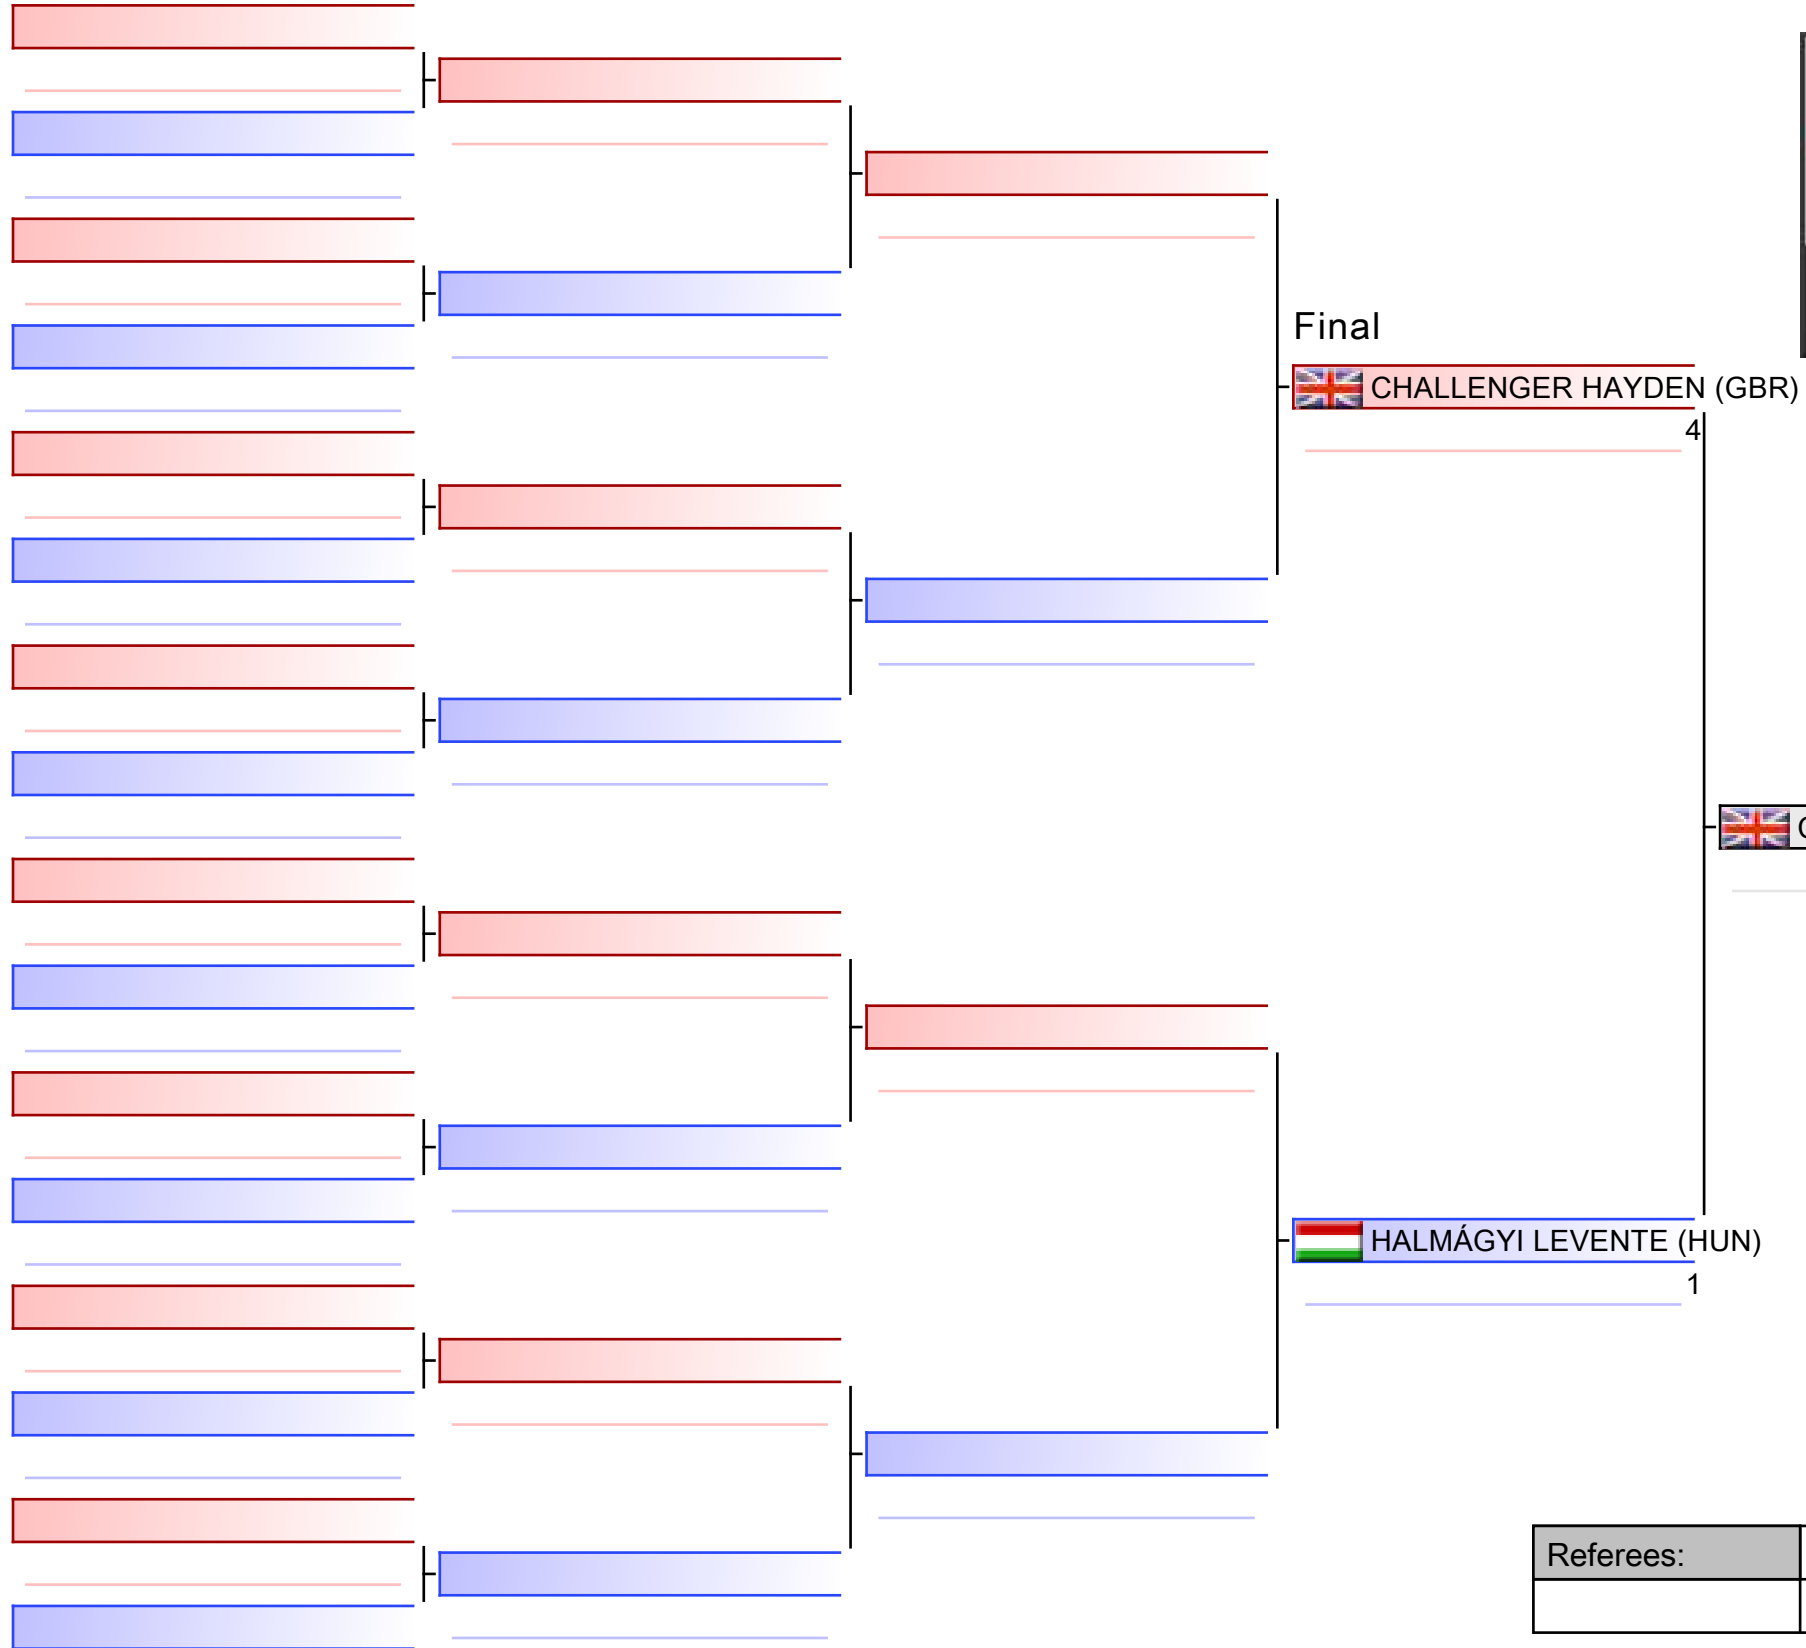 Final
CHALLENGER HAYDEN (GBR)
4
HALMÁGYI LEVENTE (HUN)
1
Referees: